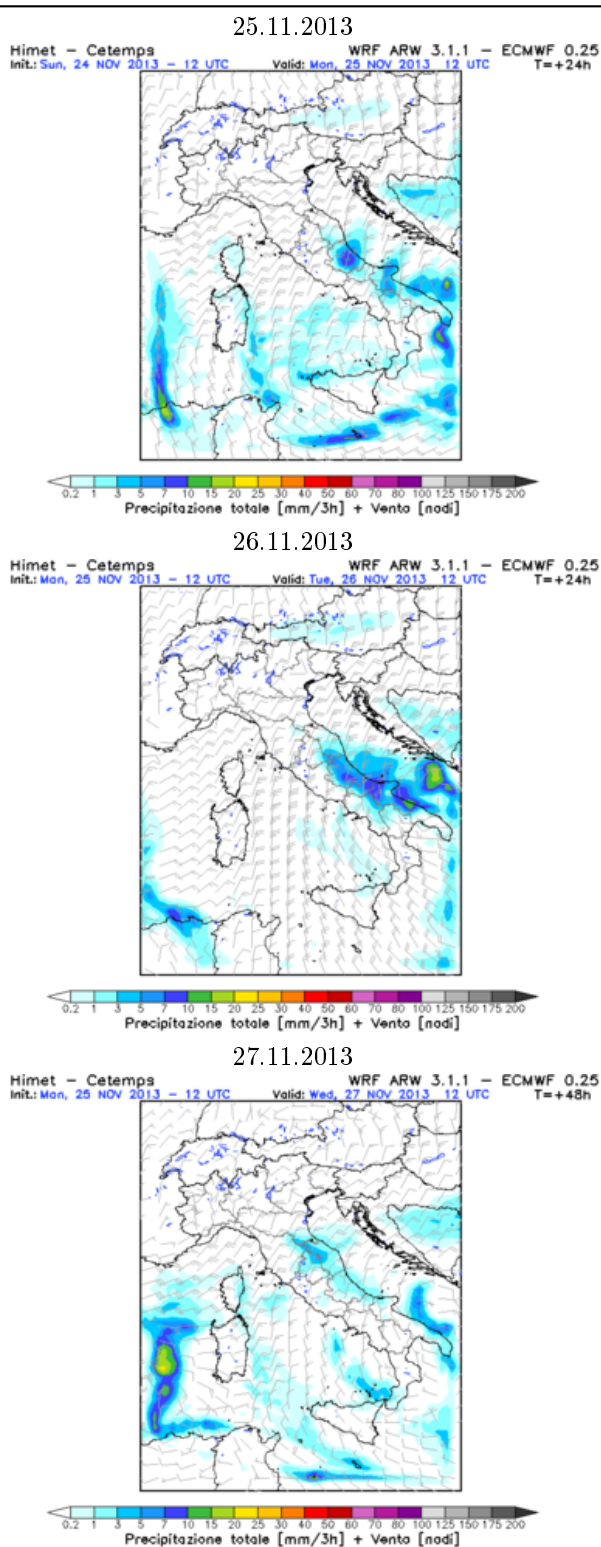 25.11.2013
Himet – Cetemps WRF ARW 3.1.1 – ECMWF 0.25
Init.: Sun, 24 NOV 2013 – 12 UTC Valid: Mon, 25 NOV 2013 12 UTC T=+24h
0.2 1 3 5 7 10 15 20 25 30 40 50 60 70 80 100 125 150 175 200
Precipitazione totale [mm/3h] + Vento [nodi]
26.11.2013
Himet – Cetemps WRF ARW 3.1.1 – ECMWF 0.25
Init.: Mon, 25 NOV 2013 – 12 UTC Valid: Tue, 26 NOV 2013 12 UTC T=+24h
0.2 1 3 5 7 10 15 20 25 30 40 50 60 70 80 100 125 150 175 200
Precipitazione totale [mm/3h] + Vento [nodi]
27.11.2013
Himet – Cetemps WRF ARW 3.1.1 – ECMWF 0.25
Init.: Mon, 25 NOV 2013 – 12 UTC Valid: Wed, 27 NOV 2013 12 UTC T=+48h
0.2 1 3 5 7 10 15 20 25 30 40 50 60 70 80 100 125 150 175 200
Precipitazione totale [mm/3h] + Vento [nodi]